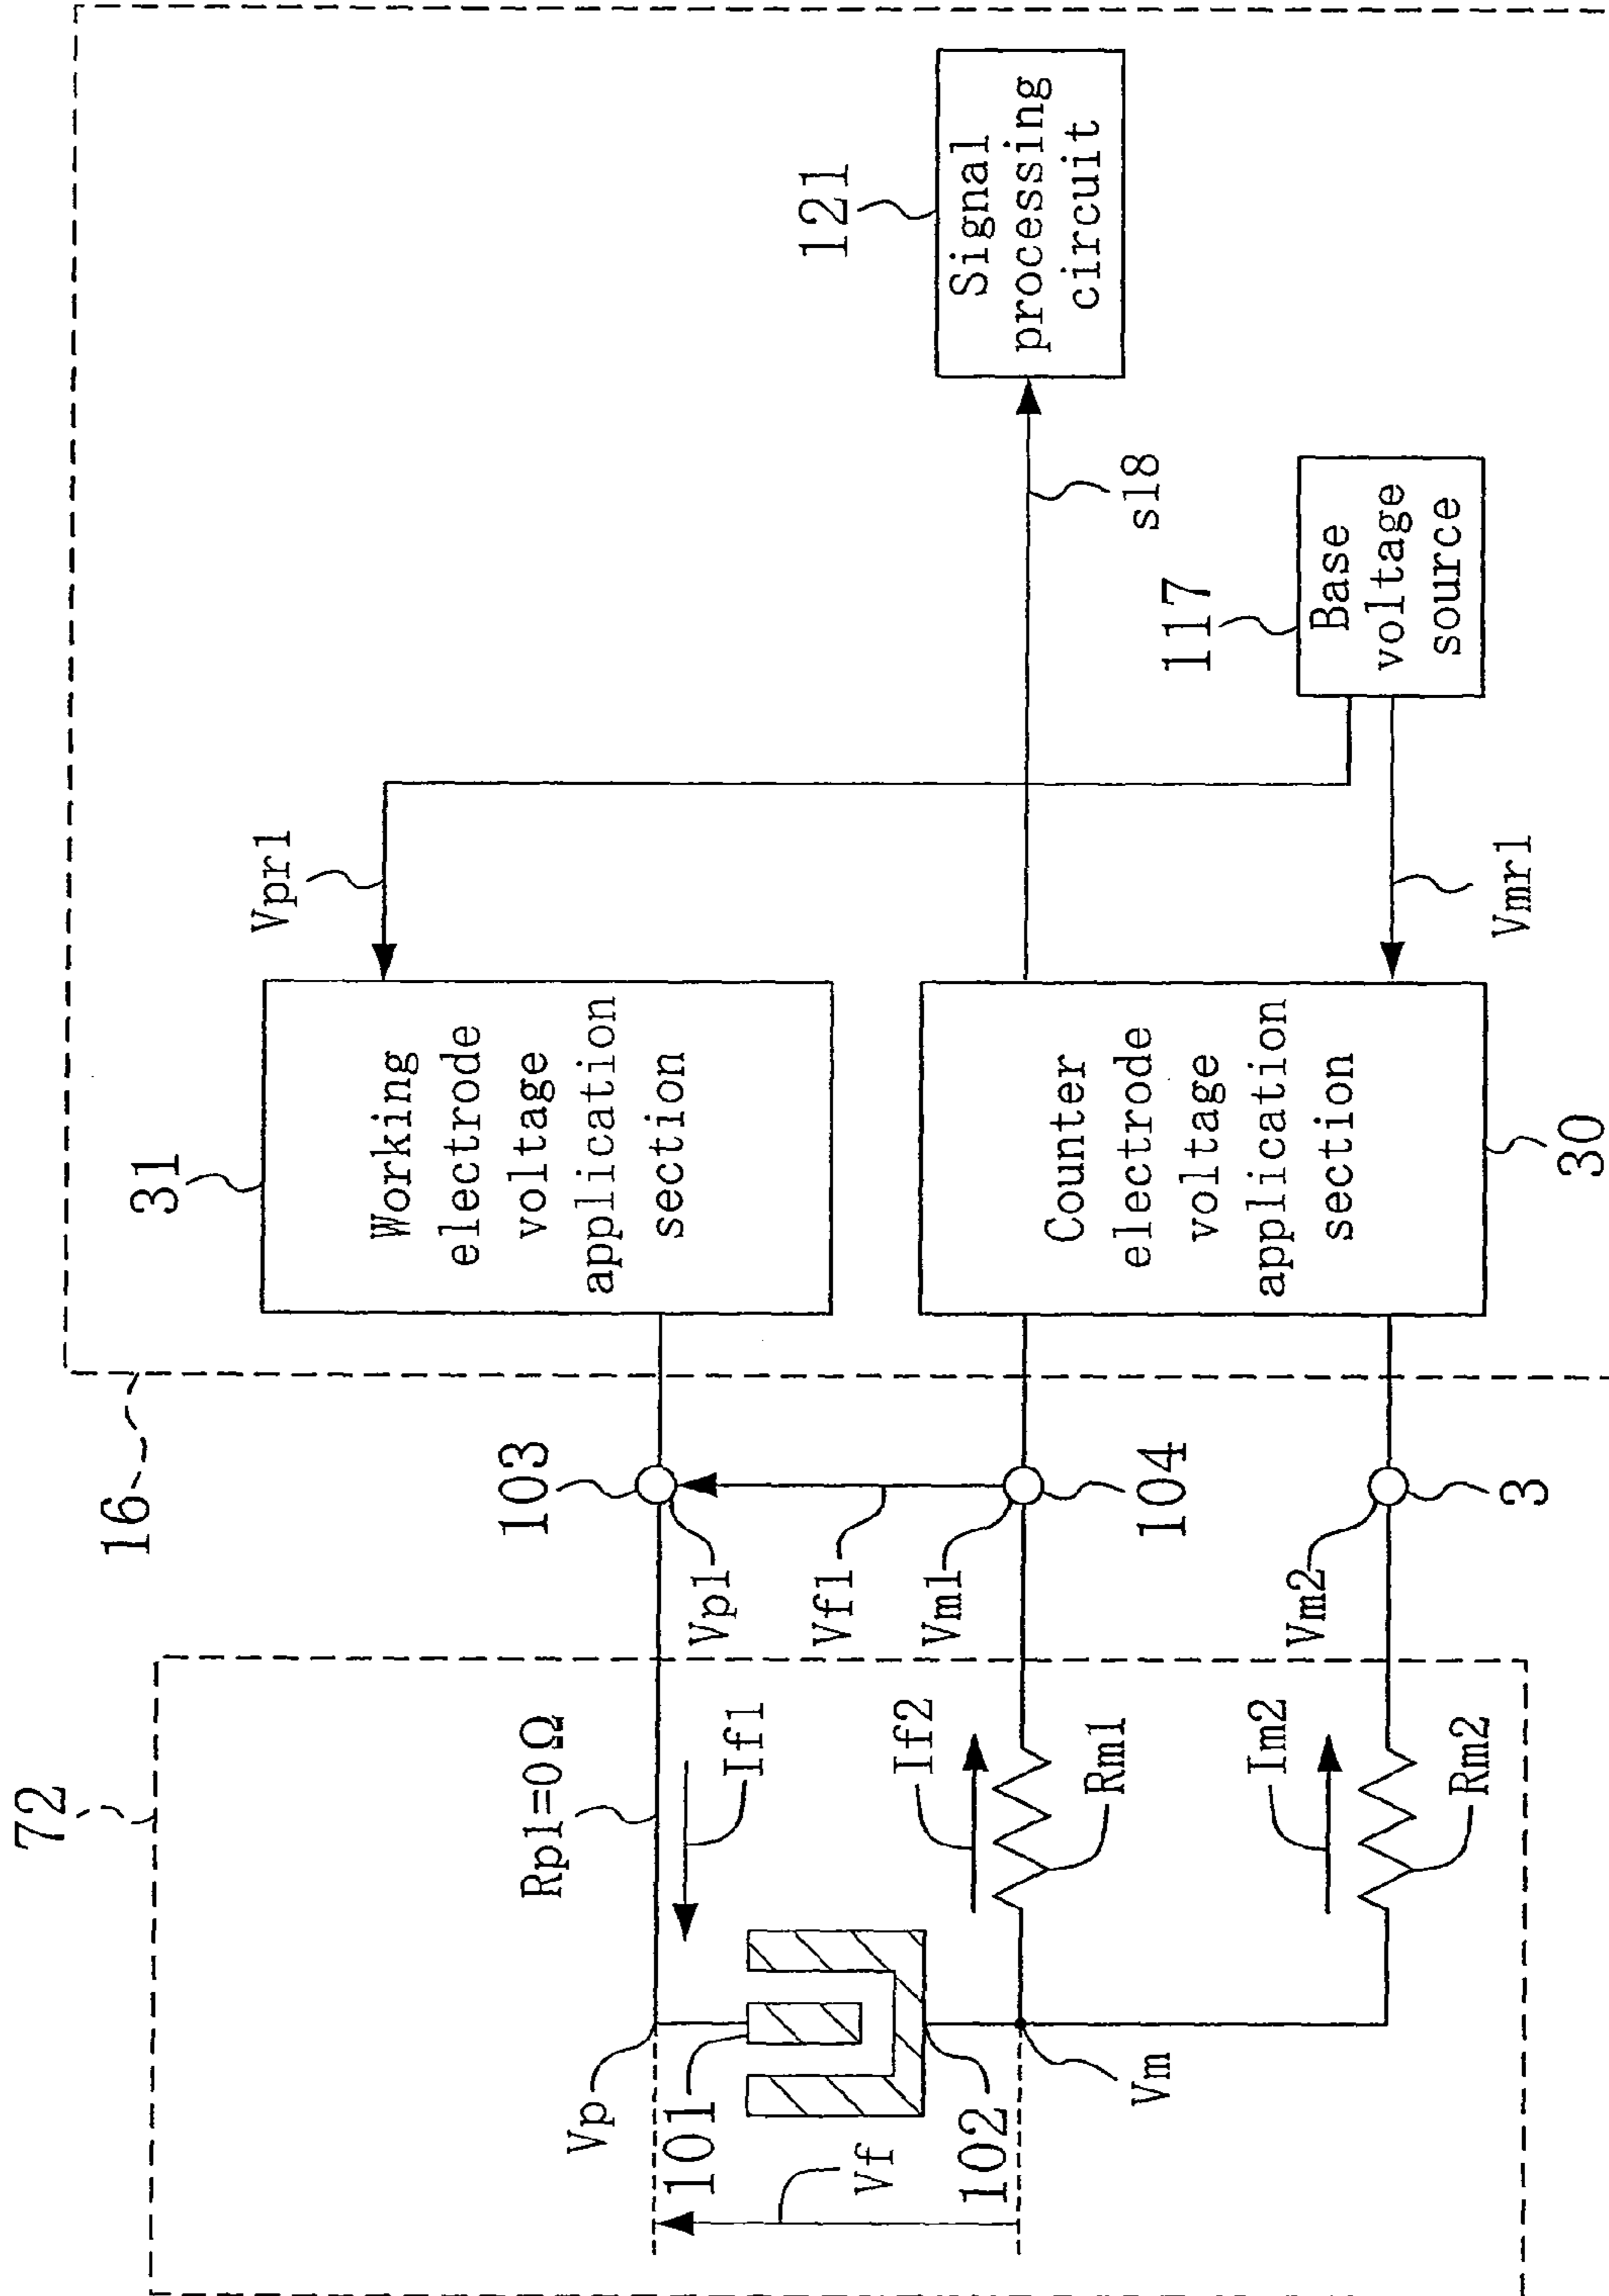 72
16
31
Working
electrode
voltage
application
section
Vpr1
103
Rp1=0Ω
Vp
If1
Vp1
101
Vf
Vf1
121
Signal
processing
circuit
102
If2
Vm1
104
Counter
electrode
voltage
application
section
s18
Rm1
Vm
117
Base
voltage
source
Im2
Vm2
Rm2
3
30
Vmr1